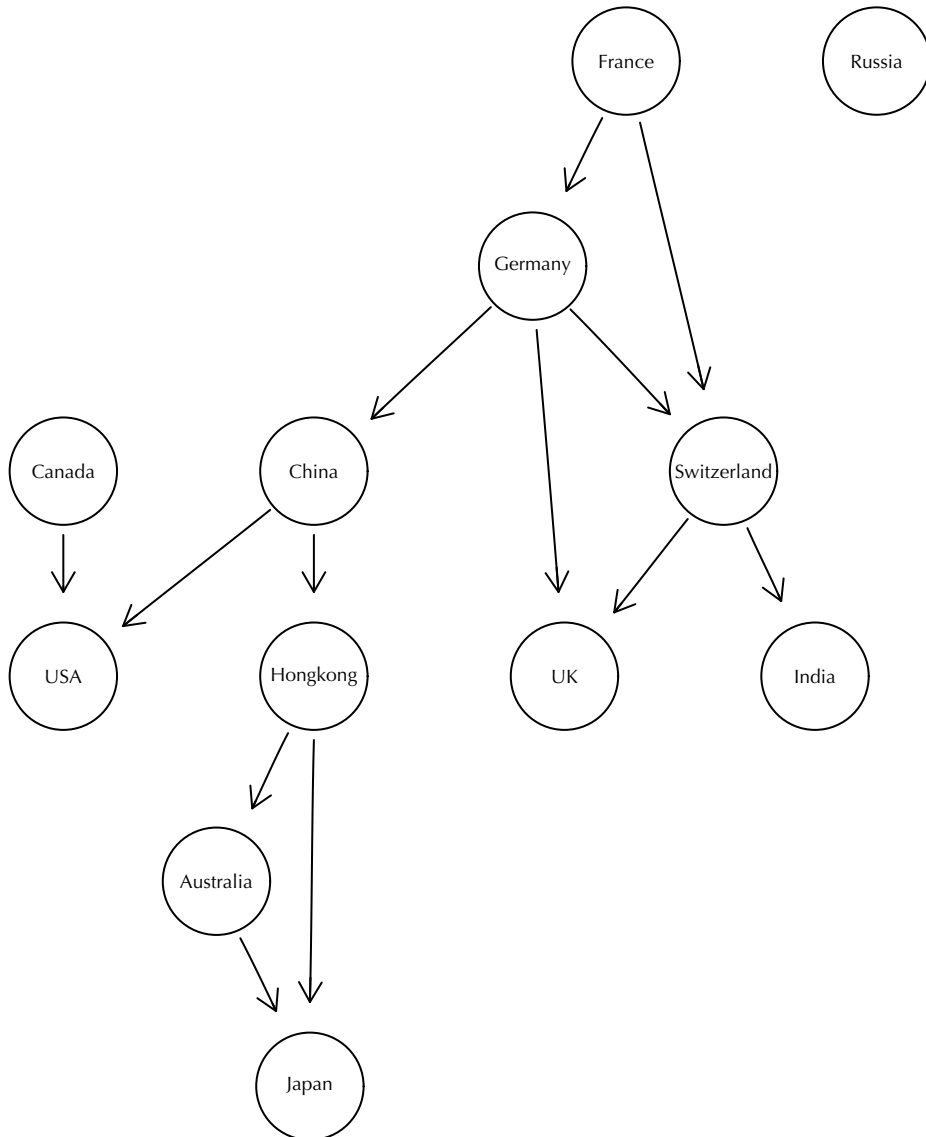 France
Russia
Germany
Canada
China
Switzerland
USA
Hongkong
UK
India
Australia
Japan